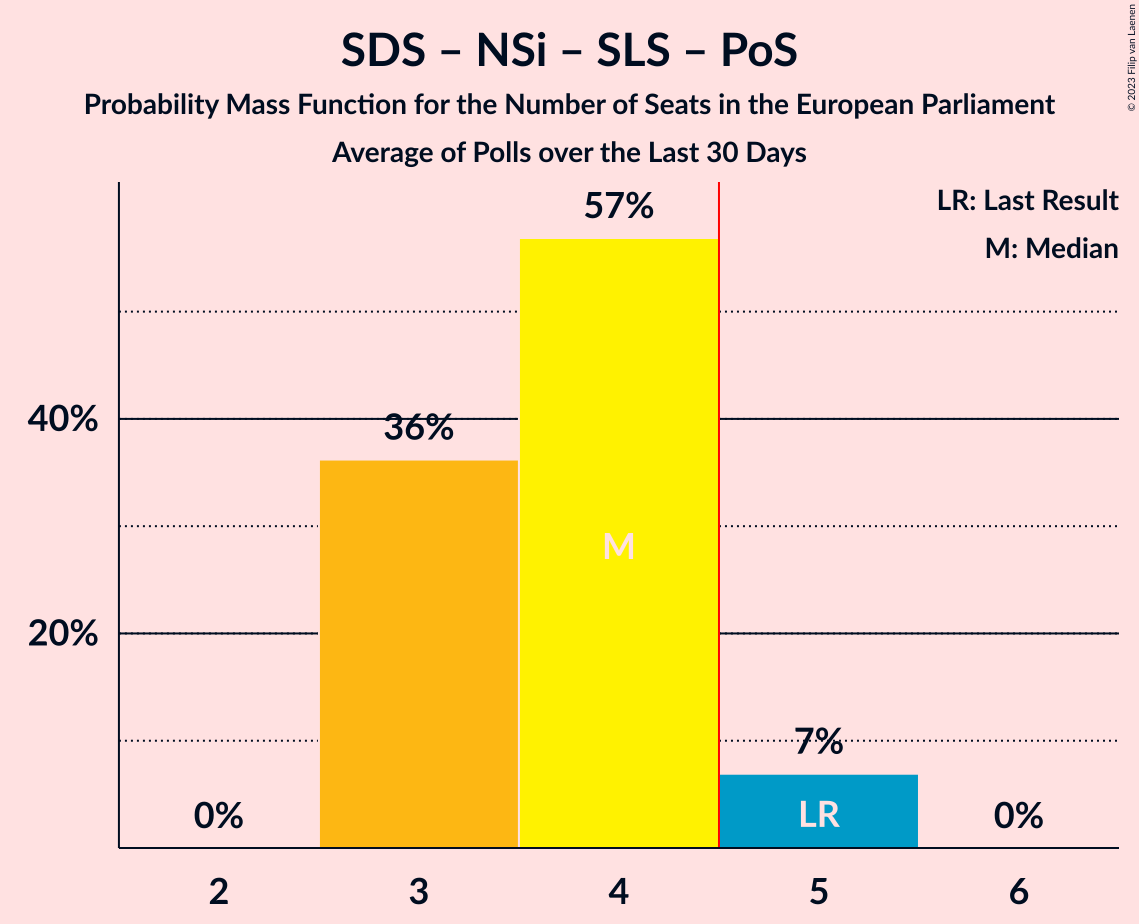 SDS – NSi – SLS – PoS
Probability Mass Function for the Number of Seats in the European Parliament
Average of Polls over the Last 30 Days
© 2023 Filip van Laenen
LR: Last Result
M: Median
57%
40%
36%
M
20%
7%
LR
0%
0%
2
3
4
5
6